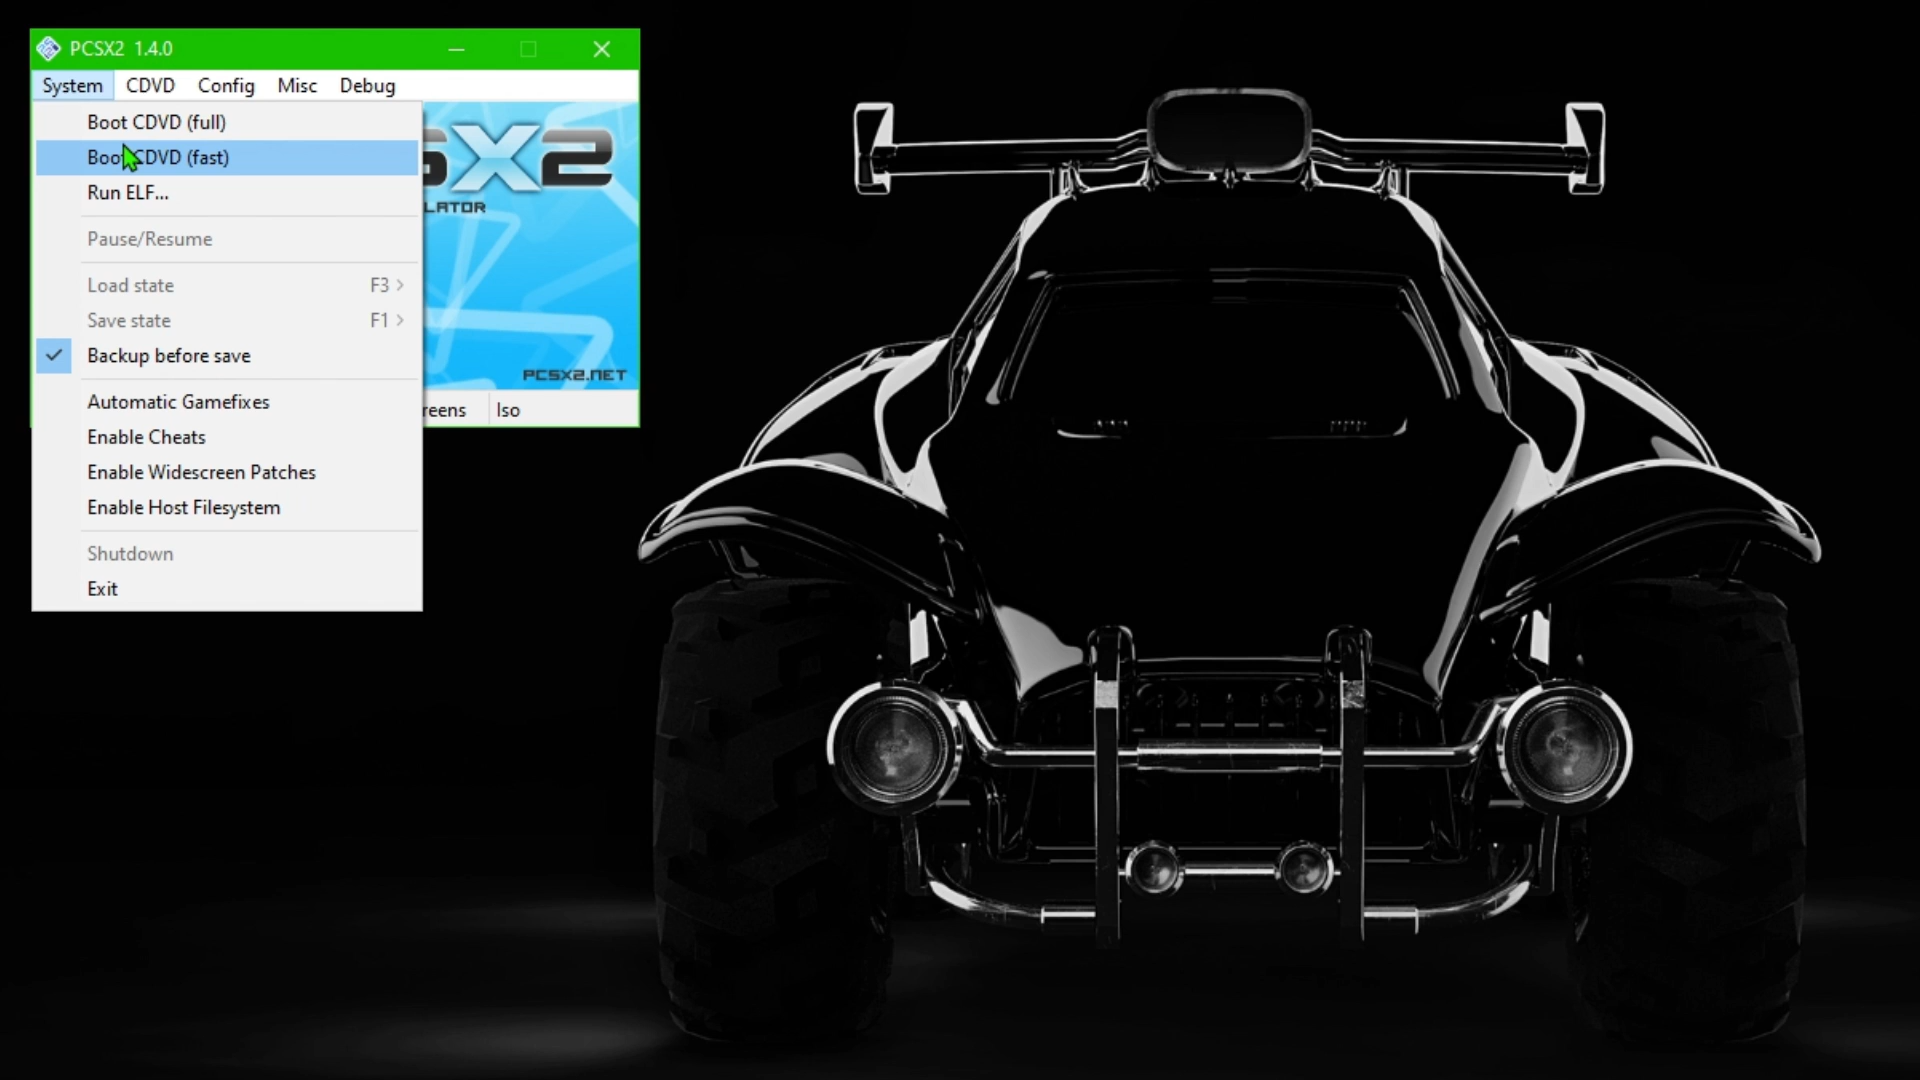 PCSX2 1.4.0
System CDVD Config Misc Debug
Boot CDVD (full)
Boot CDVD (fast)
Run ELF...
Pause/Resume
Load state F3
Save state F1
Backup before save
Automatic Gamefixes
Enable Cheats
Enable Widescreen Patches
Enable Host Filesystem
Shutdown
Exit
SX2
LATOR
PCSX2.NET
reens Iso